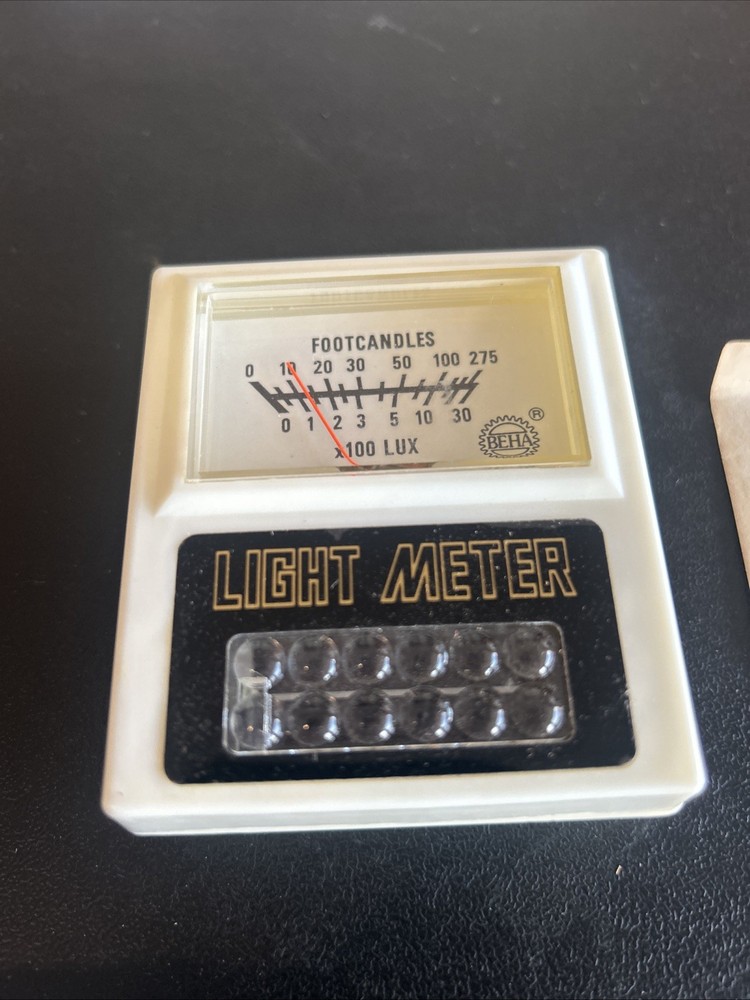 FOOTCANDLES
0 10 20 30 50 100 275
0 1 2 3 5 10 30
x100 LUX
BEHA ®
LIGHT METER